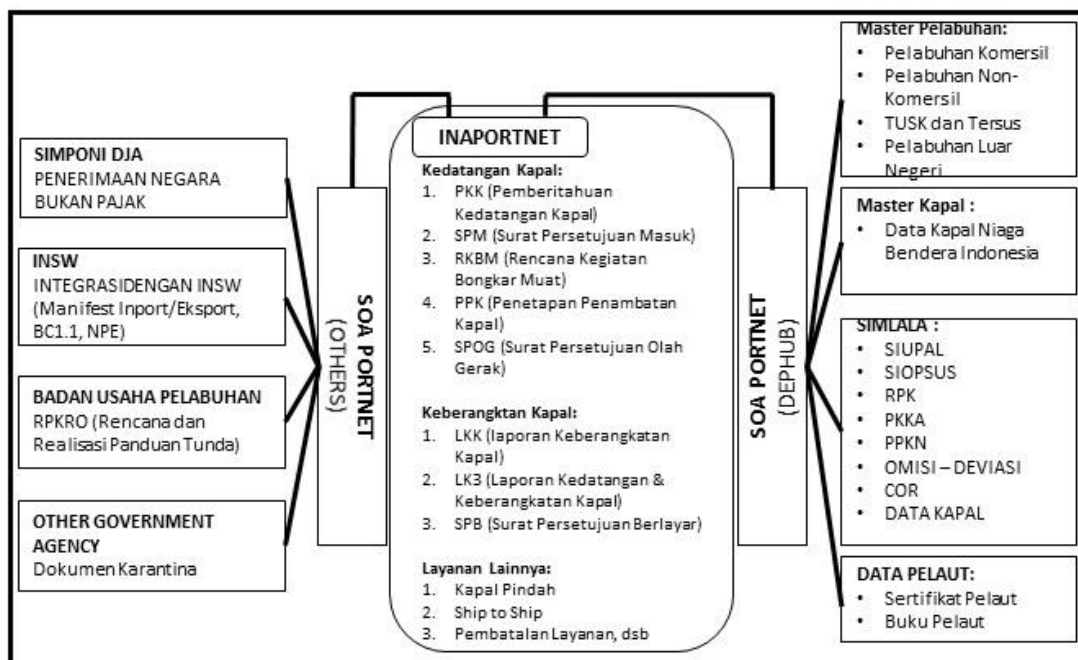 SIMPONI DJA
PENERIMAAN NEGARA
BUKAN PAJAK
INSW
INTEGRASIDENGAN INSW
(Manifest Inport/Eksport,
BC1.1, NPE)
BADAN USAHA PELABUHAN
RPKRO (Rencana dan
Realisasi Panduan Tunda)
OTHER GOVERNMENT
AGENCY
Dokumen Karantina
SOA PORTNET
(OTHERS)
INAPORTNET
Kedatangan Kapal:
1. PKK (Pemberitahuan
Kedatangan Kapal)
2. SPM (Surat Persetujuan Masuk)
3. RKBM (Rencana Kegiatan
Bongkar Muat)
4. PPK (Penetapan Penambatan
Kapal)
5. SPOG (Surat Persetujuan Olah
Gerak)
Keberangktan Kapal:
1. LKK (laporan Keberangkatan
Kapal)
2. LK3 (Laporan Kedatangan &
Keberangkatan Kapal)
3. SPB (Surat Persetujuan Berlayar)
Layanan Lainnya:
1. Kapal Pindah
2. Ship to Ship
3. Pembatalan Layanan, dsb
SOA PORTNET
(DEPHUB)
Master Pelabuhan:
• Pelabuhan Komersil
• Pelabuhan Non-
Komersil
• TUSK dan Tersus
• Pelabuhan Luar
Negeri
Master Kapal :
• Data Kapal Niaga
Bendera Indonesia
SIMLALA :
• SIUPAL
• SIOPSUS
• RPK
• PKKA
• PPKN
• OMISI – DEVIASI
• COR
• DATA KAPAL
DATA PELAUT:
• Sertifikat Pelaut
• Buku Pelaut